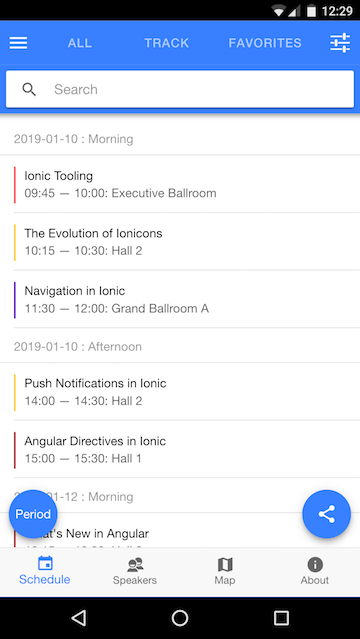 12:29
ALL TRACK FAVORITES
Search
2019-01-10 : Morning
Ionic Tooling
09:45 — 10:00: Executive Ballroom
The Evolution of Ionicons
10:15 — 10:30: Hall 2
Navigation in Ionic
11:30 — 12:00: Grand Ballroom A
2019-01-10 : Afternoon
Push Notifications in Ionic
14:00 — 14:30: Hall 2
Angular Directives in Ionic
15:00 — 15:30: Hall 1
-01-12 : Morning
Period
at's New in Angular
Schedule Speakers Map About